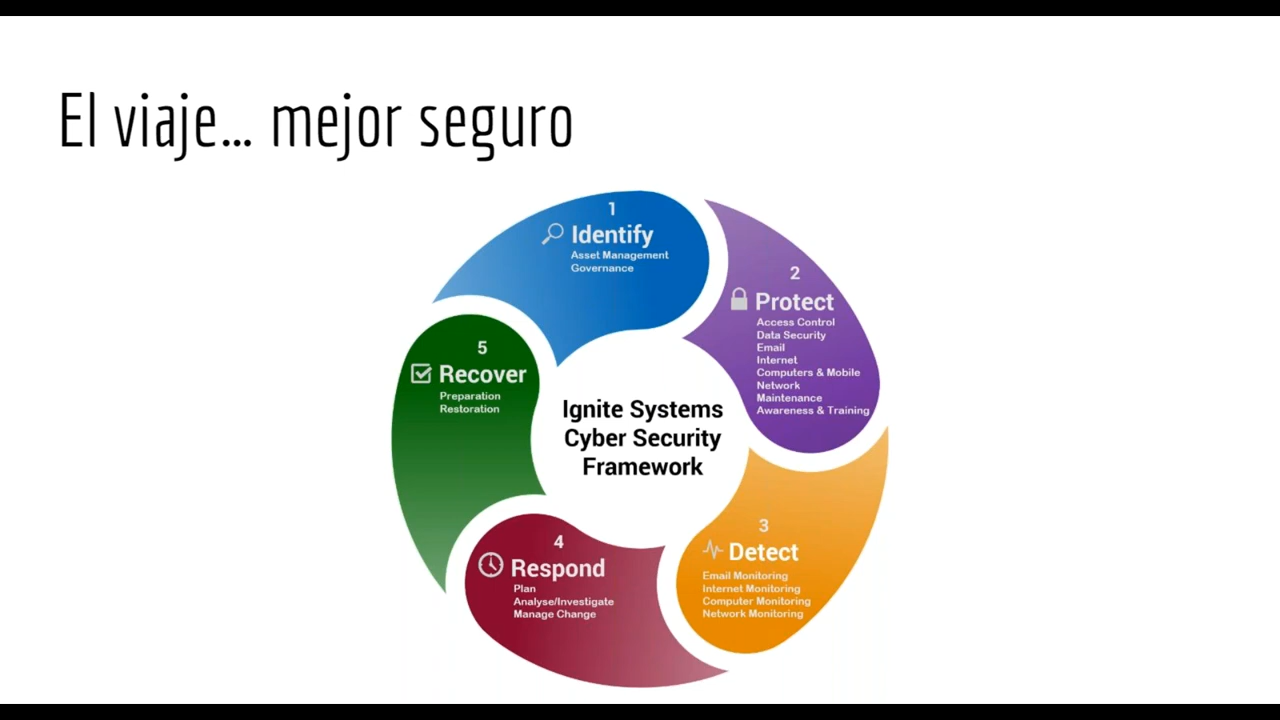 El viaje... mejor seguro
1
Identify
Asset Management
Governance
2
Protect
Access Control
Data Security
Email
Internet
Computers & Mobile
Network
Maintenance
Awareness & Training
3
Detect
Email Monitoring
Internet Monitoring
Computer Monitoring
Network Monitoring
4
Respond
Plan
Analyse/Investigate
Manage Change
5
Recover
Preparation
Restoration
Ignite Systems
Cyber Security
Framework